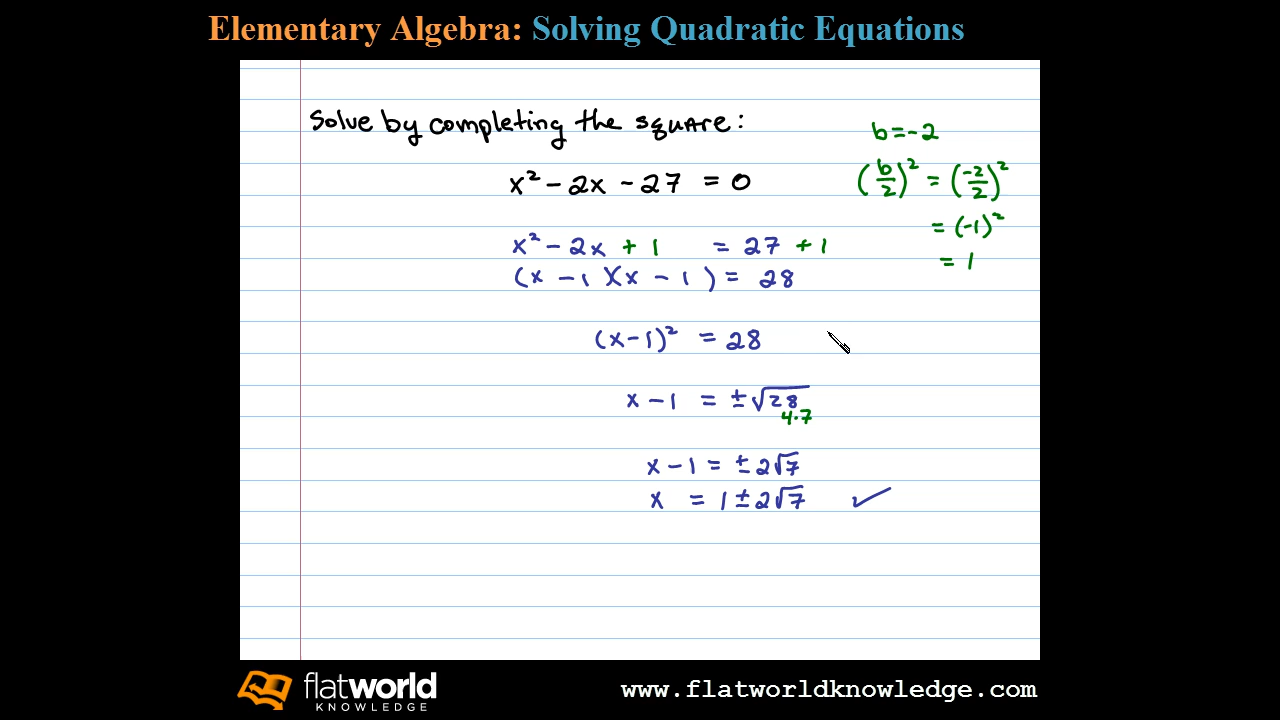 Elementary Algebra: Solving Quadratic Equations
Solve by completing the square:
x² - 2x - 27 = 0
x² - 2x + 1 = 27 + 1
(x - 1)(x - 1) = 28
(x - 1)² = 28
x - 1 = ±√28
4·7
x - 1 = ±2√7
x = 1 ± 2√7 ✓
b = -2
(b/2)² = (-2/2)²
= (-1)²
= 1
flatworld
KNOWLEDGE
www.flatworldknowledge.com